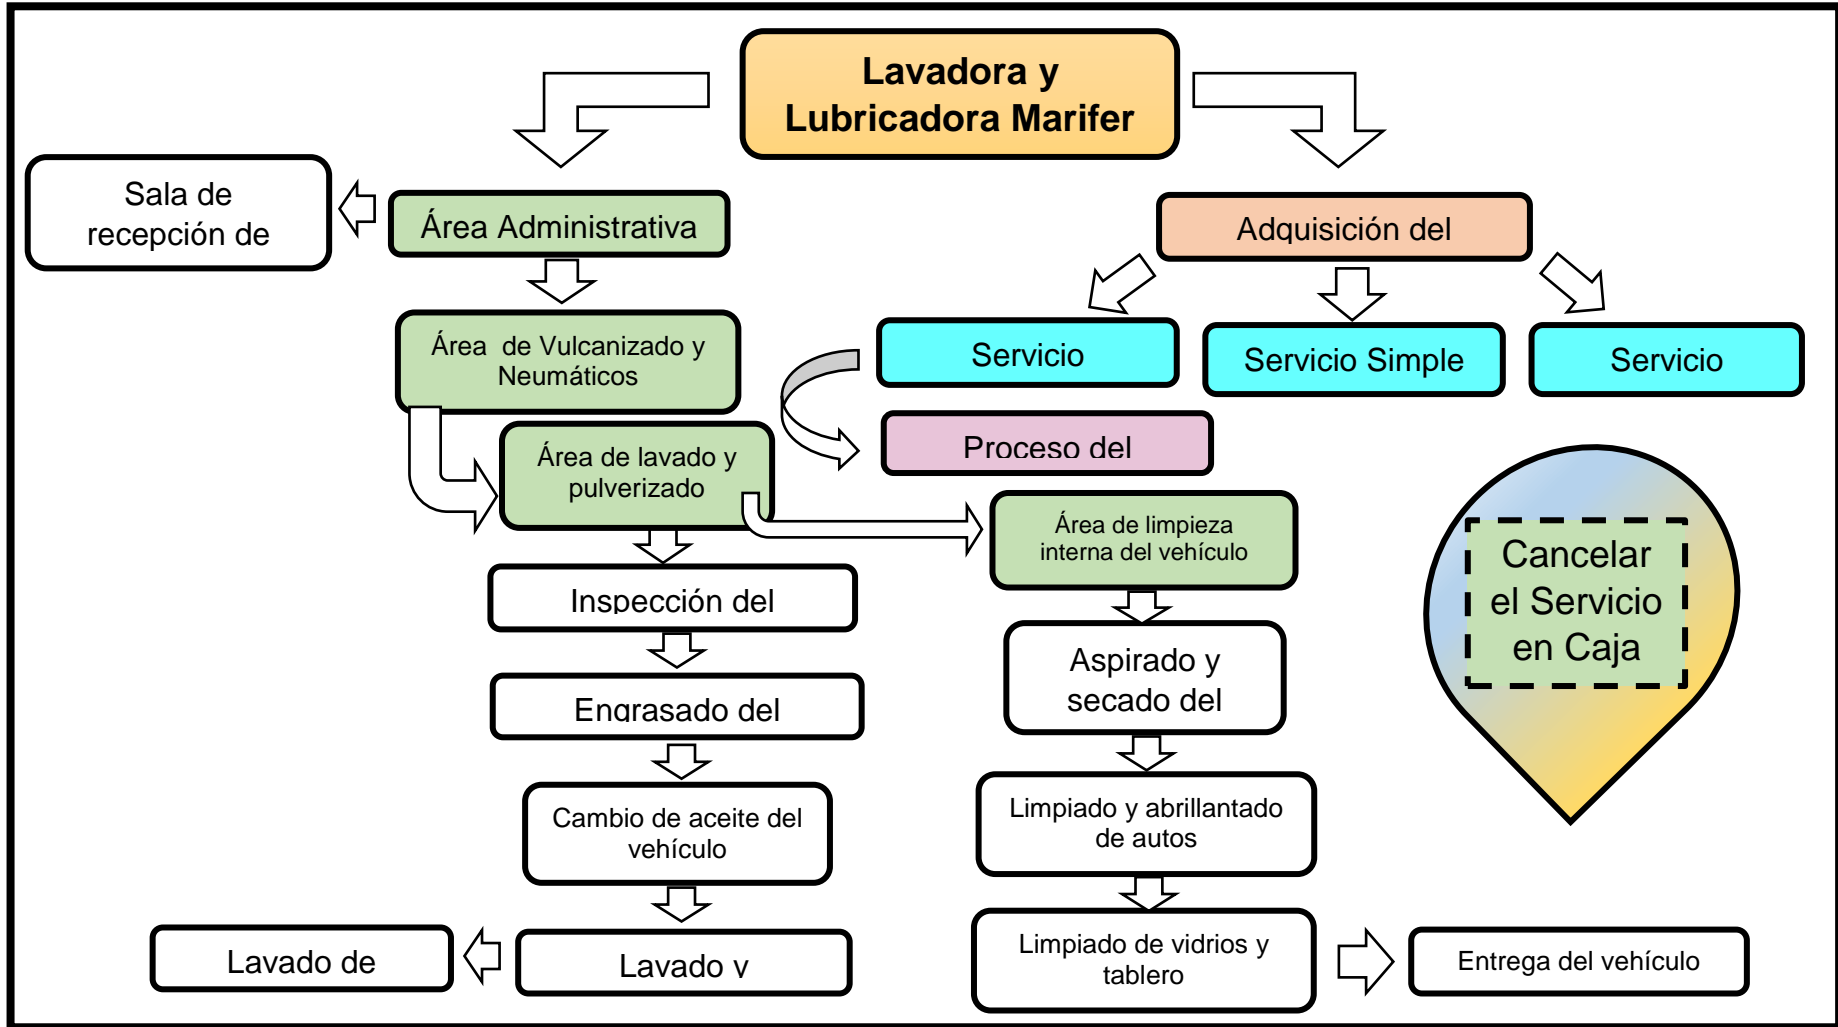 Lavadora y
Lubricadora Marifer
Sala de
recepción de
Área Administrativa
Adquisición del
Área de Vulcanizado y
Neumáticos
Servicio
Servicio Simple
Servicio
Proceso del
Área de lavado y
pulverizado
Área de limpieza
interna del vehículo
Cancelar
el Servicio
en Caja
Inspección del
Engrasado del
Aspirado y
secado del
Cambio de aceite del
vehículo
Limpiado y abrillantado
de autos
Lavado de
Lavado y
Limpiado de vidrios y
tablero
Entrega del vehículo